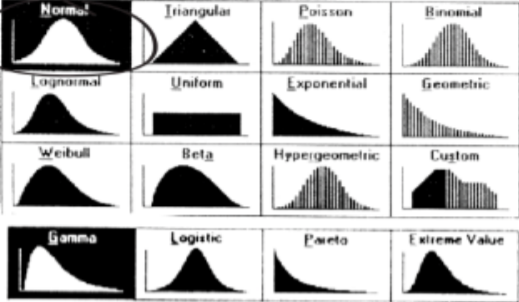 Normal
Triangular
Poisson
Binomial
Lognormal
Uniform
Exponential
Geometric
Weibull
Beta
Hypergeometric
Custom
Gamma
Logistic
Pareto
Extreme Value